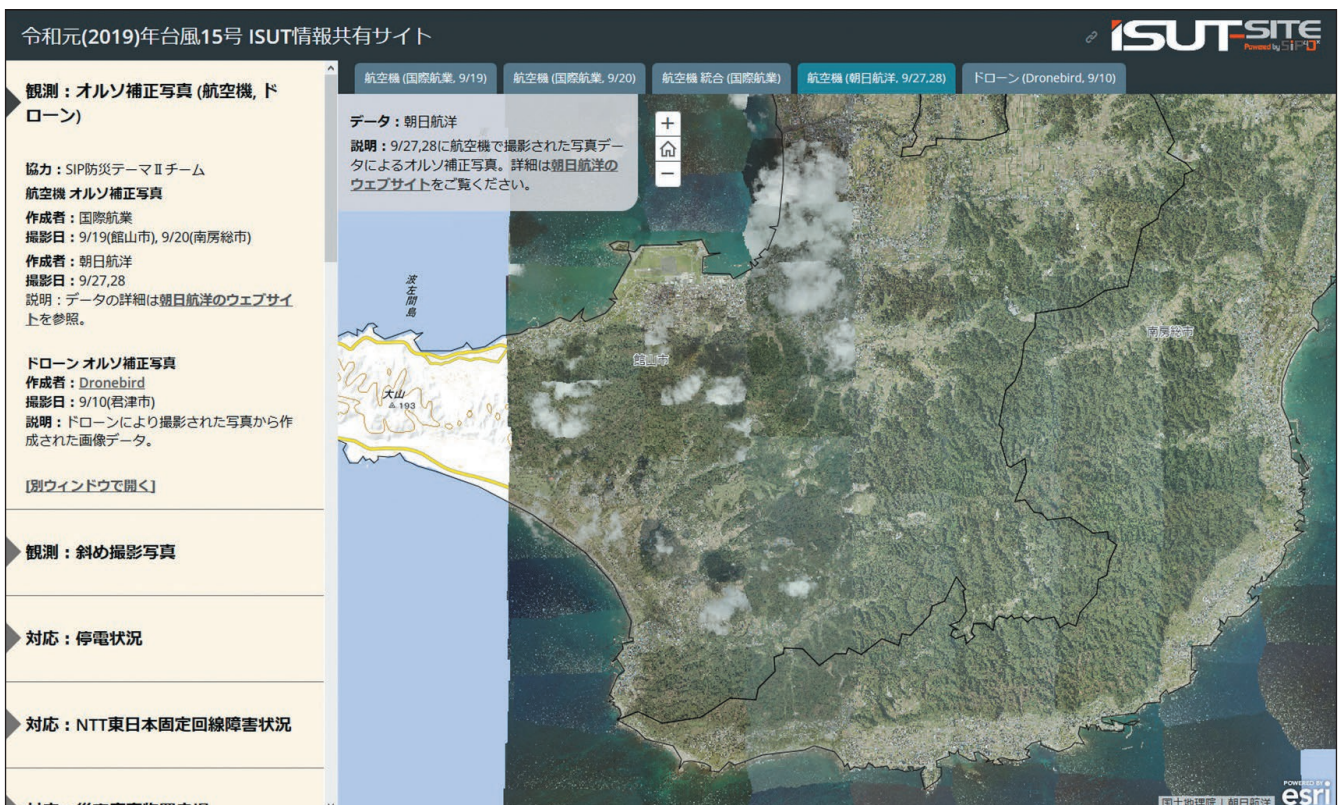 令和元(2019)年台風15号 ISUT情報共有サイト
ISUT-SITE
Powered by SIP4D
観測：オルソ補正写真 (航空機, ド
ローン)
協力：SIP防災テーマⅡチーム
航空機 オルソ補正写真
作成者：国際航業
撮影日：9/19(館山市), 9/20(南房総市)
作成者：朝日航洋
撮影日：9/27,28
説明：データの詳細は朝日航洋のウェブサイ
トを参照。
ドローン オルソ補正写真
作成者：Dronebird
撮影日：9/10(君津市)
説明：ドローンにより撮影された写真から作
成された画像データ。
[別ウィンドウで開く]
観測：斜め撮影写真
対応：停電状況
対応：NTT東日本固定回線障害状況
航空機 (国際航業, 9/19)
航空機 (国際航業, 9/20)
航空機 統合 (国際航業)
航空機 (朝日航洋, 9/27,28)
ドローン (Dronebird, 9/10)
データ：朝日航洋
説明：9/27,28に航空機で撮影された写真デー
タによるオルソ補正写真。詳細は朝日航洋の
ウェブサイトをご覧ください。
+
−
波左間島
大山
193
館山市
南房総市
国土地理院 | 朝日航洋
POWERED BY
esri